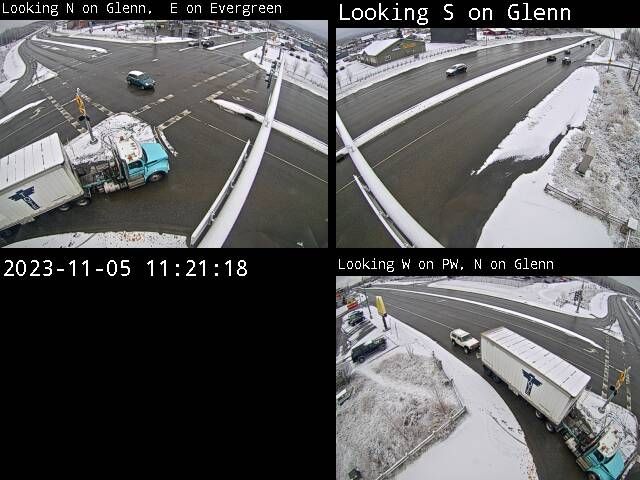 Looking N on Glenn, E on Evergreen
Looking S on Glenn
2023-11-05 11:21:18
Looking W on PW, N on Glenn